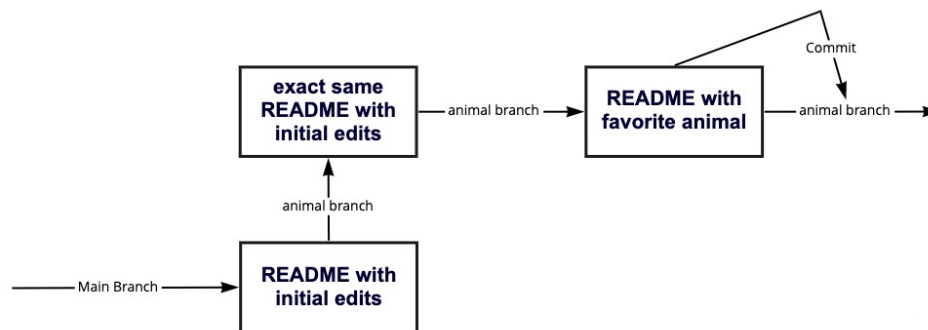 Commit
exact same
README with
initial edits
animal branch
README with
favorite animal
animal branch
animal branch
Main Branch
README with
initial edits